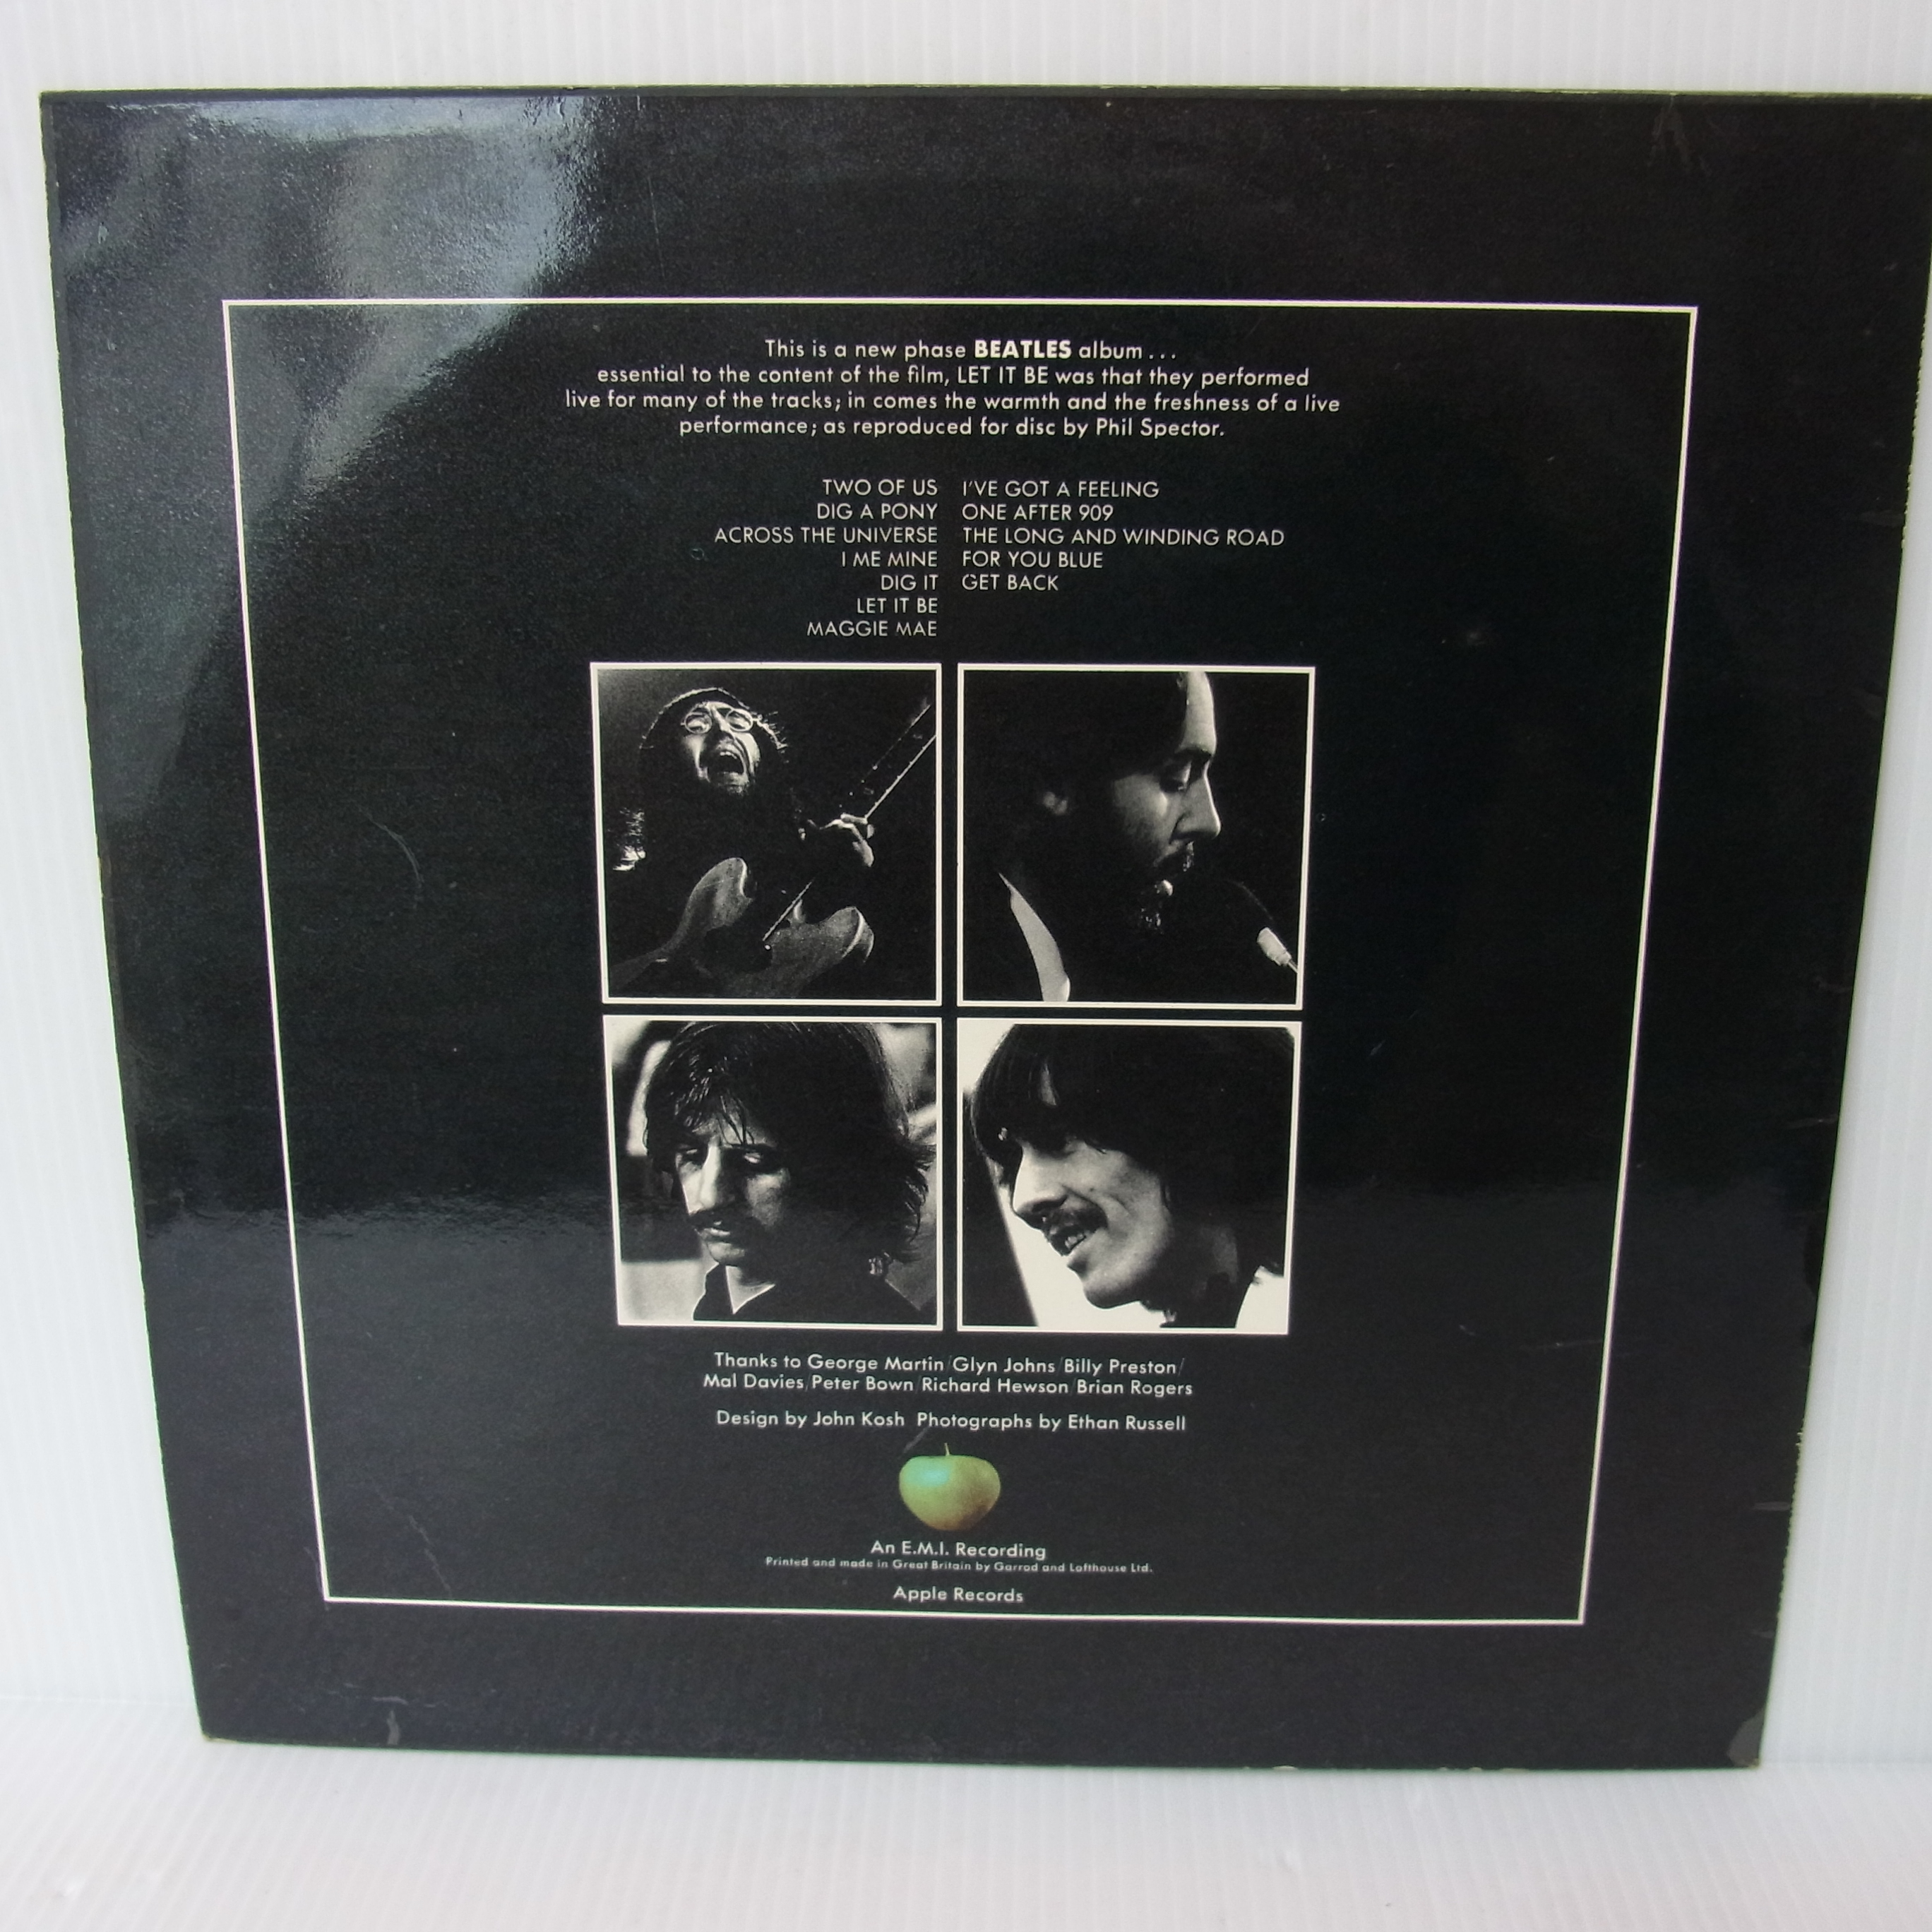 This is a new phase BEATLES album...
essential to the content of the film, LET IT BE was that they performed
live for many of the tracks; in comes the warmth and the freshness of a live
performance; as reproduced for disc by Phil Spector.
TWO OF US
DIG A PONY
ACROSS THE UNIVERSE
I ME MINE
DIG IT
LET IT BE
MAGGIE MAE
I'VE GOT A FEELING
ONE AFTER 909
THE LONG AND WINDING ROAD
FOR YOU BLUE
GET BACK
Thanks to George Martin/Glyn Johns/Billy Preston/
Mal Davies/Peter Bown/Richard Hewson/Brian Rogers
Design by John Kosh Photographs by Ethan Russell
An E.M.I. Recording
Printed and made in Great Britain by Garrod and Lofthouse Ltd.
Apple Records